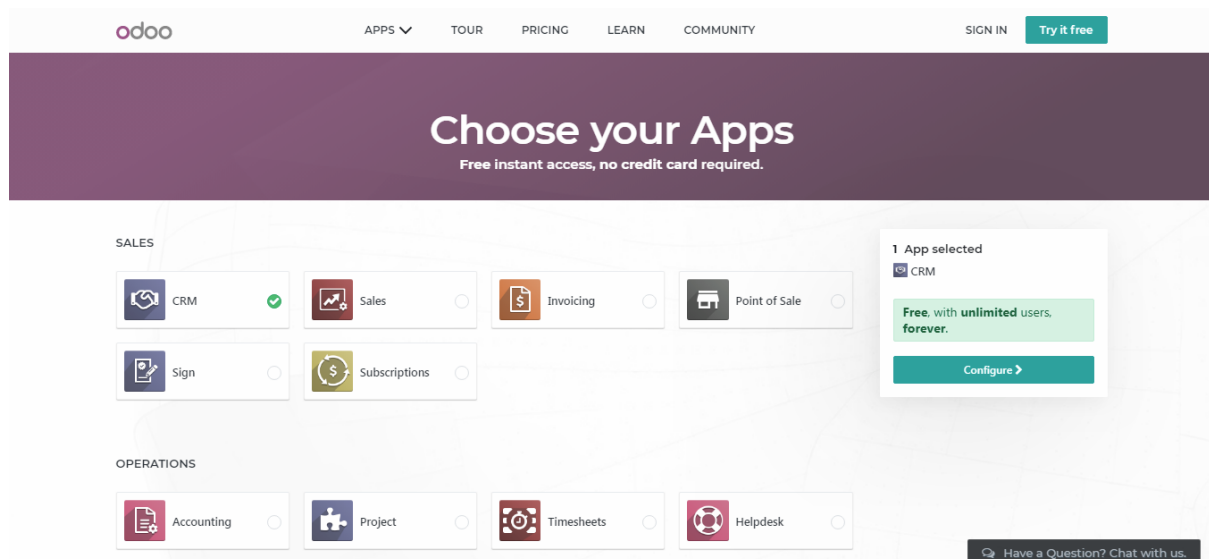 odoo APPS TOUR PRICING LEARN COMMUNITY SIGN IN Try it free
Choose your Apps
Free instant access, no credit card required.
SALES
CRM Sales Invoicing Point of Sale
Sign Subscriptions
1 App selected
CRM
Free, with unlimited users,
forever.
Configure
OPERATIONS
Accounting Project Timesheets Helpdesk
Have a Question? Chat with us.